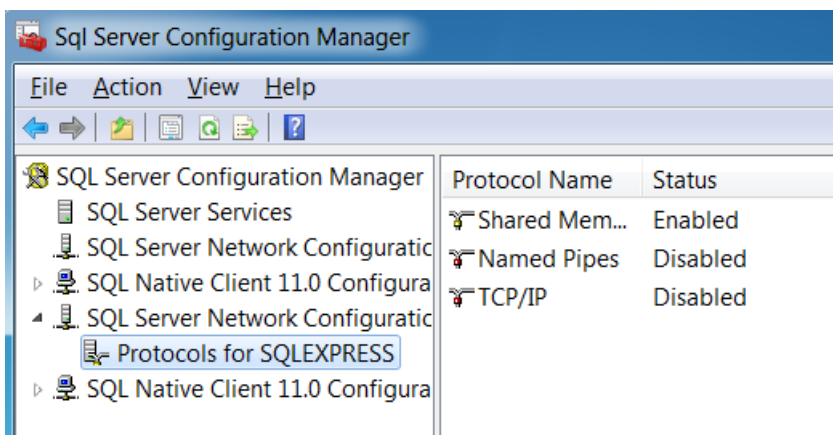 Sql Server Configuration Manager
File Action View Help
SQL Server Configuration Manager
SQL Server Services
SQL Server Network Configuratic
SQL Native Client 11.0 Configura
SQL Server Network Configuratic
Protocols for SQLEXPRESS
SQL Native Client 11.0 Configura
Protocol Name Status
Shared Mem... Enabled
Named Pipes Disabled
TCP/IP Disabled